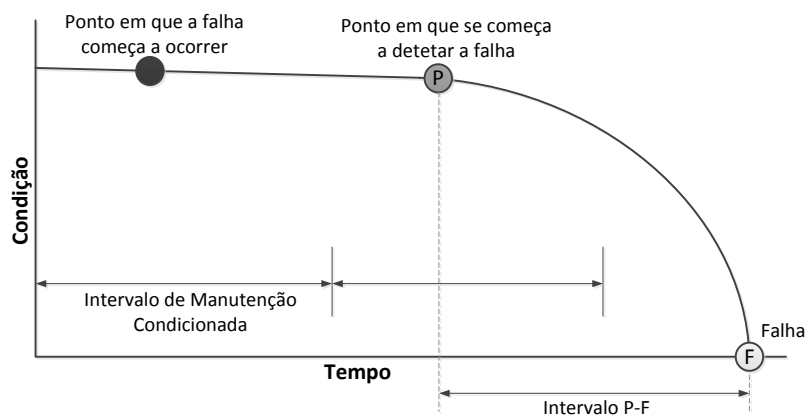 Ponto em que a falha
começa a ocorrer
Ponto em que se começa
a detetar a falha
P
Condição
Intervalo de Manutenção
Condicionada
Falha
F
Tempo
Intervalo P-F